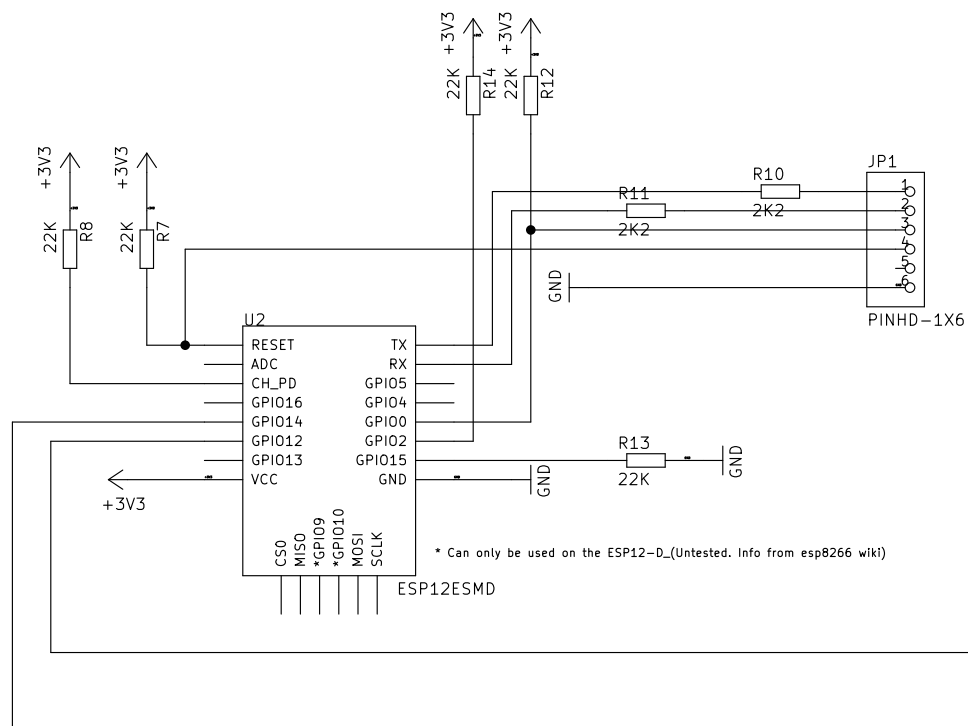 +3V3
22K
R14
+3V3
22K
R12
+3V3
22K
R8
+3V3
22K
R7
JP1
1
2
3
4
5
6
PINHD-1X6
R10
2K2
R11
2K2
GND
U2
RESET
ADC
CH_PD
GPIO16
GPIO14
GPIO12
GPIO13
VCC
TX
RX
GPIO5
GPIO4
GPIO0
GPIO2
GPIO15
GND
CS0
MISO
*GPIO9
*GPIO10
MOSI
SCLK
ESP12ESMD
+3V3
GND
R13
22K
GND
* Can only be used on the ESP12-D_(Untested. Info from esp8266 wiki)